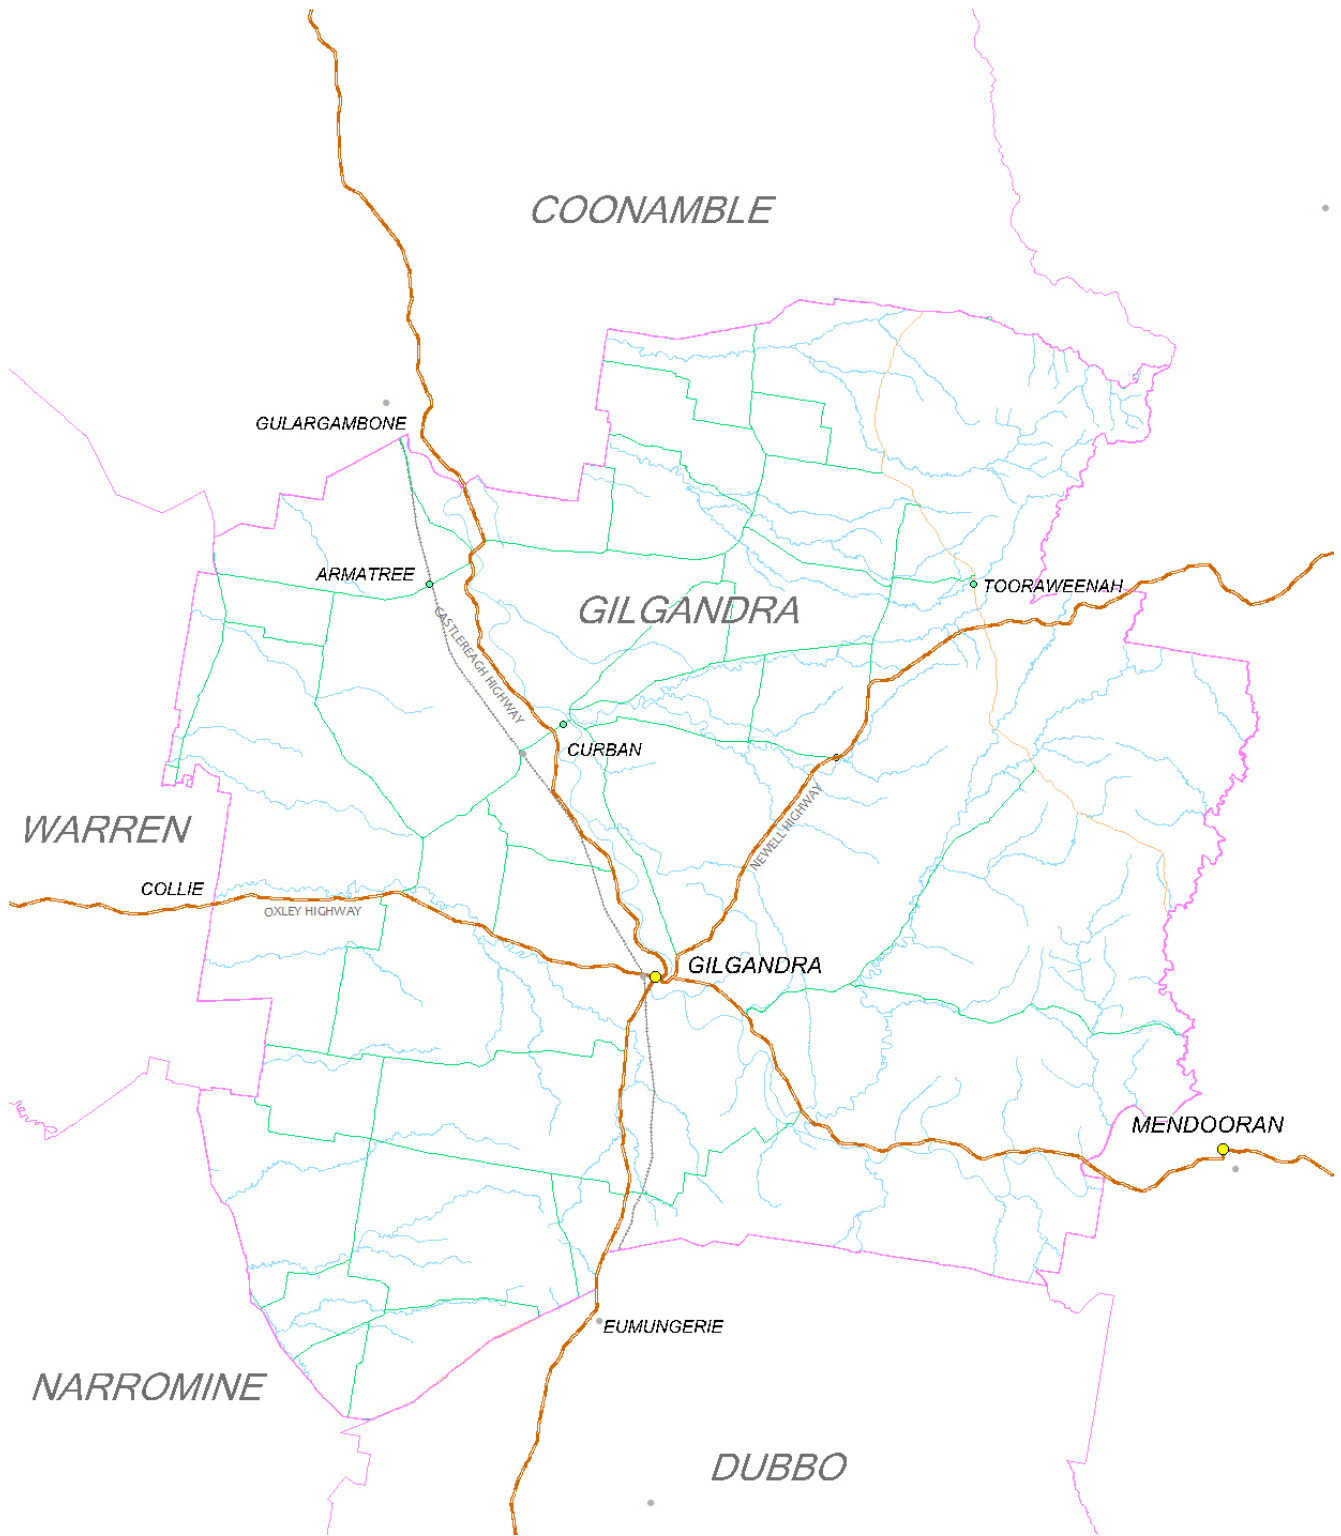 COONAMBLE
GULARGAMBONE
ARMATREE
TOORAWEENAH
GILGANDRA
CASTLEREAGH HIGHWAY
CURBAN
NEWELL HIGHWAY
WARREN
COLLIE
OXLEY HIGHWAY
GILGANDRA
MENDOORAN
EUMUNGERIE
NARROMINE
DUBBO